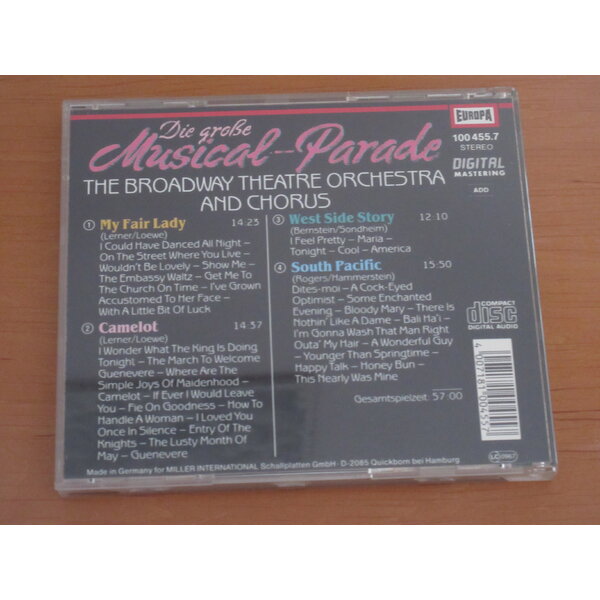 EUROPA
Die große
Musical-Parade
100 455.7
STEREO
DIGITAL
MASTERING
ADD
THE BROADWAY THEATRE ORCHESTRA
AND CHORUS
1 My Fair Lady 14:23
(Lerner/Loewe)
I Could Have Danced All Night –
On The Street Where You Live –
Wouldn't Be Lovely – Show Me –
The Embassy Waltz – Get Me To
The Church On Time – I've Grown
Accustomed To Her Face –
With A Little Bit Of Luck
2 Camelot 14:37
(Lerner/Loewe)
I Wonder What The King Is Doing
Tonight – The March To Welcome
Guenevere – Where Are The
Simple Joys Of Maidenhood –
Camelot – If Ever I Would Leave
You – Fie On Goodness – How To
Handle A Woman – I Loved You
Once In Silence – Entry Of The
Knights – The Lusty Month Of
May – Guenevere
3 West Side Story 12:10
(Bernstein/Sondheim)
I Feel Pretty – Maria –
Tonight – Cool – America
4 South Pacific 15:50
(Rogers/Hammerstein)
Dites-moi – A Cock-Eyed
Optimist – Some Enchanted
Evening – Bloody Mary – There Is
Nothin' Like A Dame – Bali Ha'i –
I'm Gonna Wash That Man Right
Outa' My Hair – A Wonderful Guy
– Younger Than Springtime –
Happy Talk – Honey Bun –
This Nearly Was Mine
Gesamtspielzeit: 57:00
COMPACT
disc
DIGITAL AUDIO
Made in Germany for MILLER INTERNATIONAL Schallplatten GmbH · D-2085 Quickborn bei Hamburg